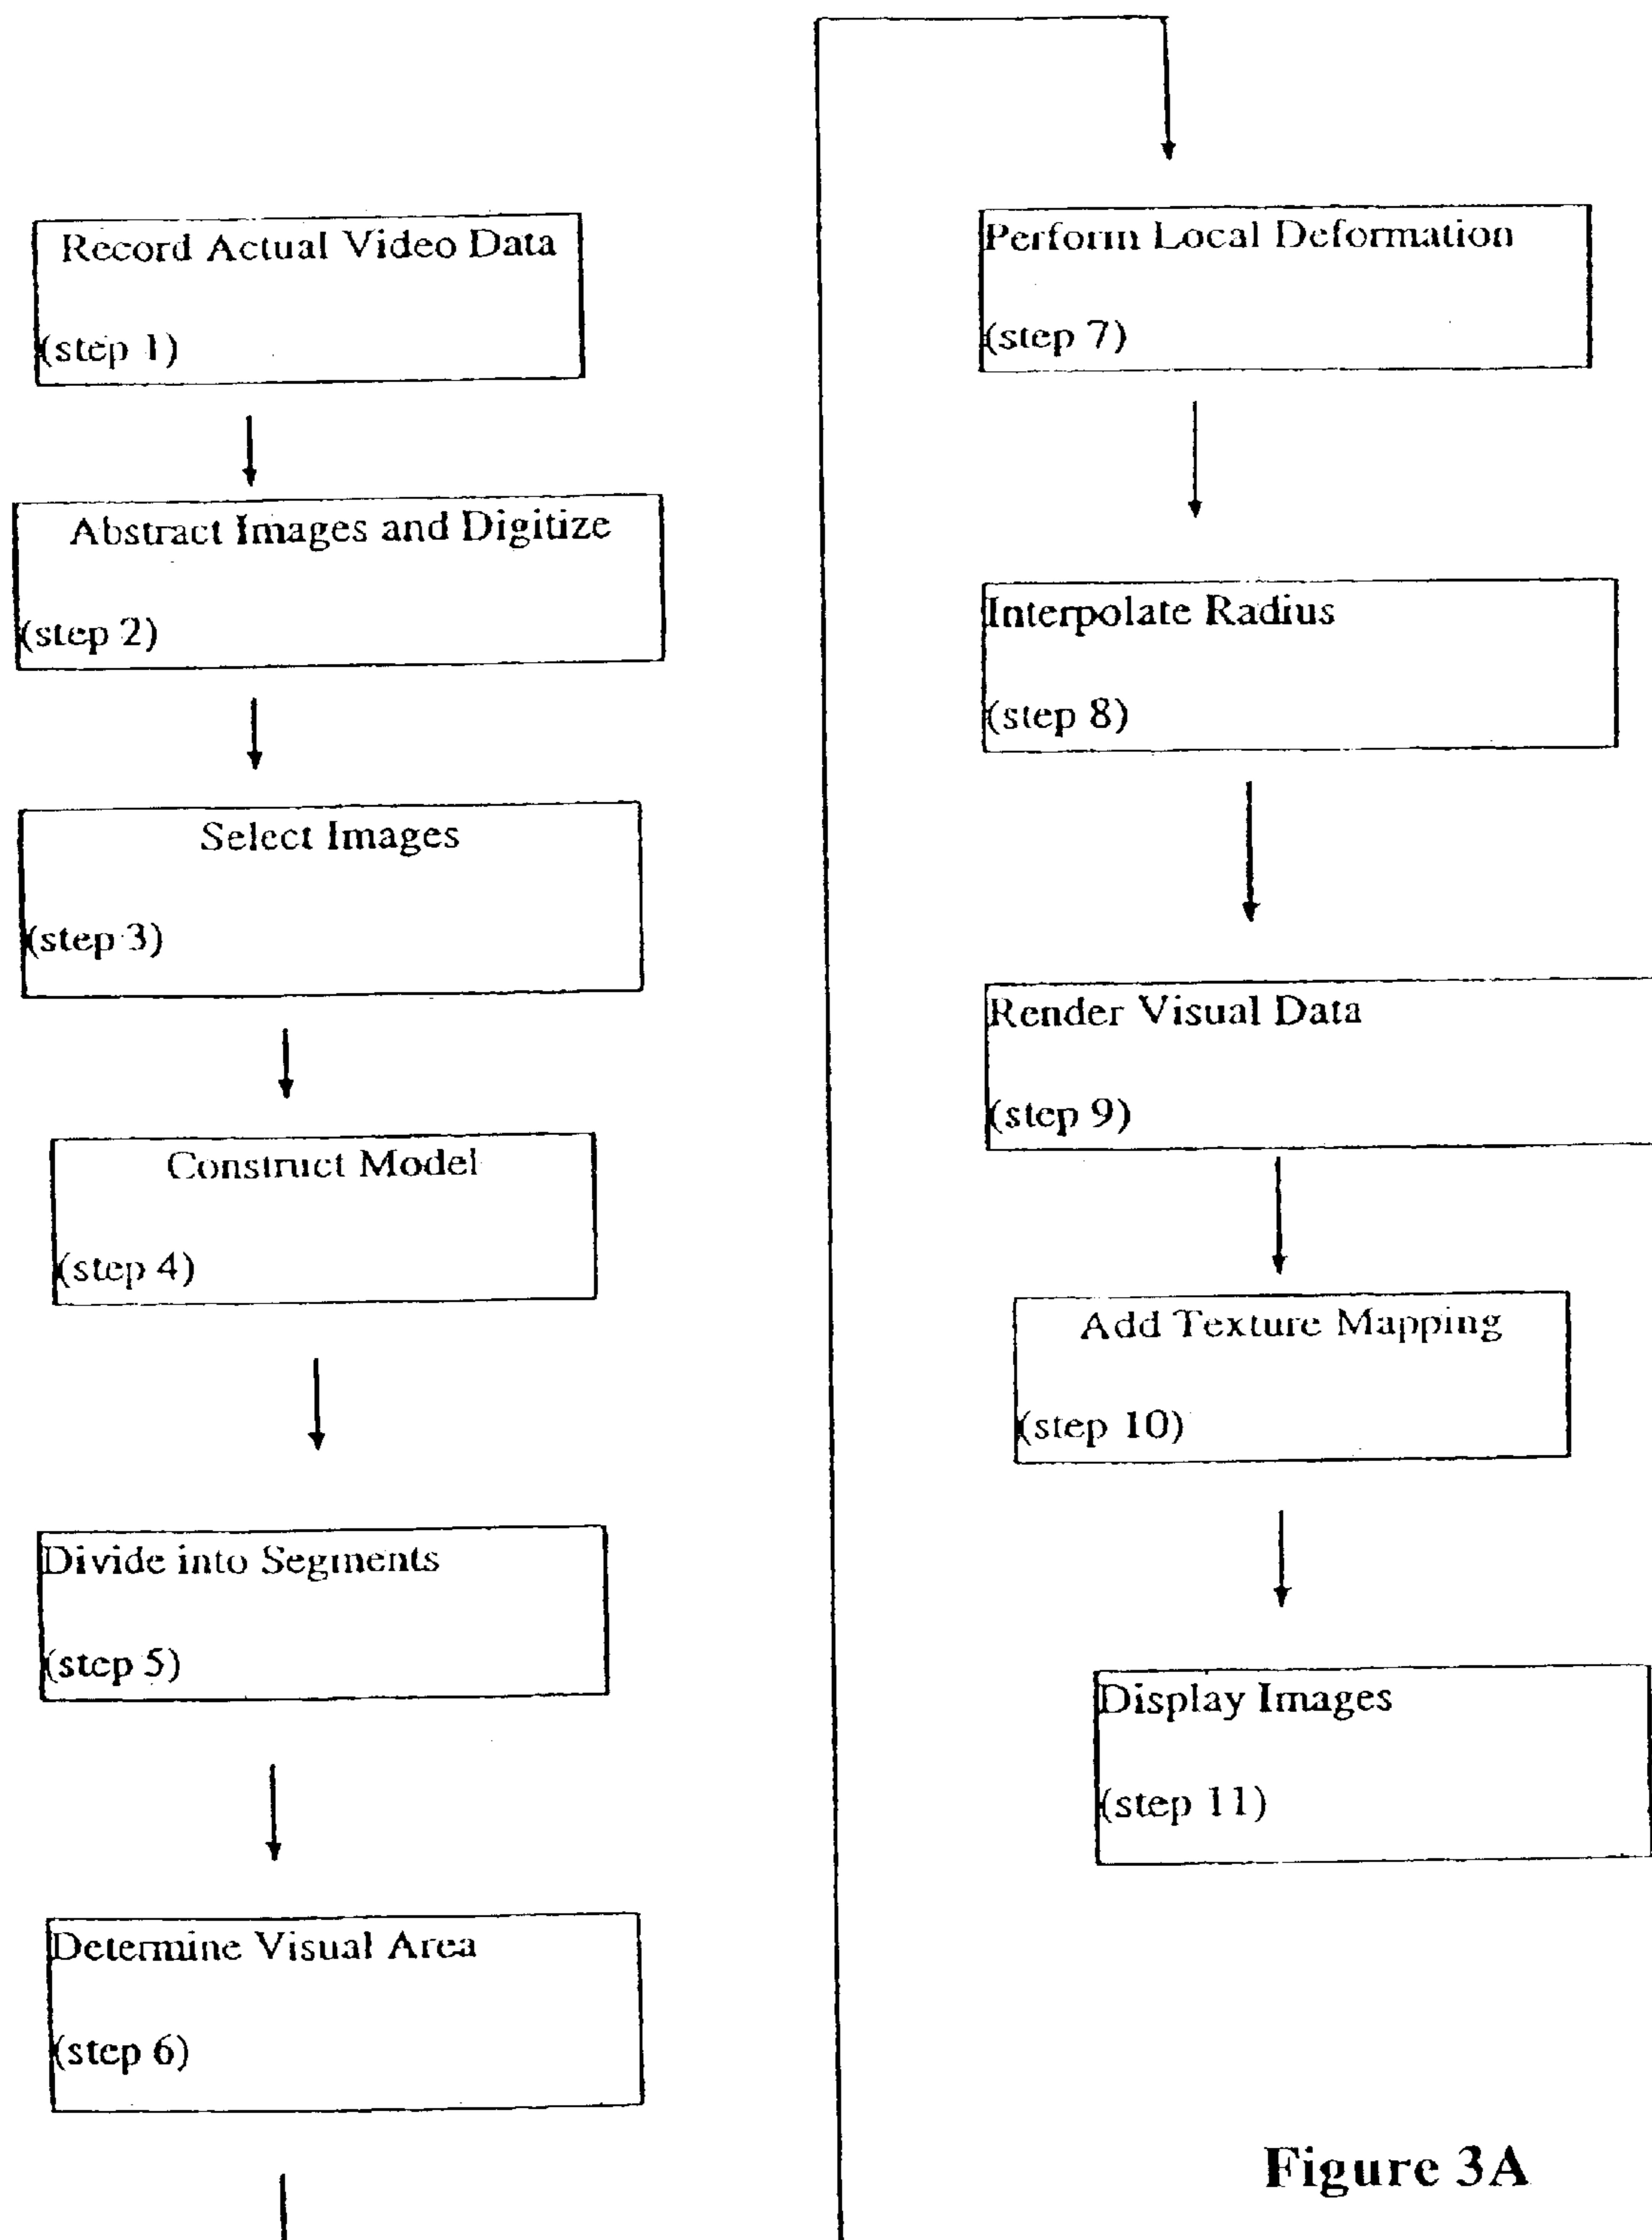 Record Actual Video Data
(step 1)
Abstract Images and Digitize
(step 2)
Select Images
(step 3)
Construct Model
(step 4)
Divide into Segments
(step 5)
Determine Visual Area
(step 6)
Perform Local Deformation
(step 7)
Interpolate Radius
(step 8)
Render Visual Data
(step 9)
Add Texture Mapping
(step 10)
Display Images
(step 11)
Figure 3A